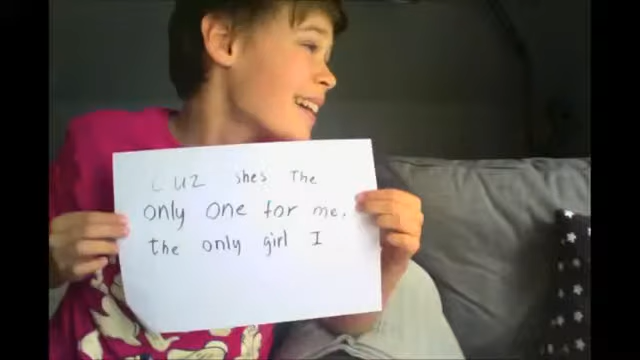 cuz shes The
only one for me.
the only girl I